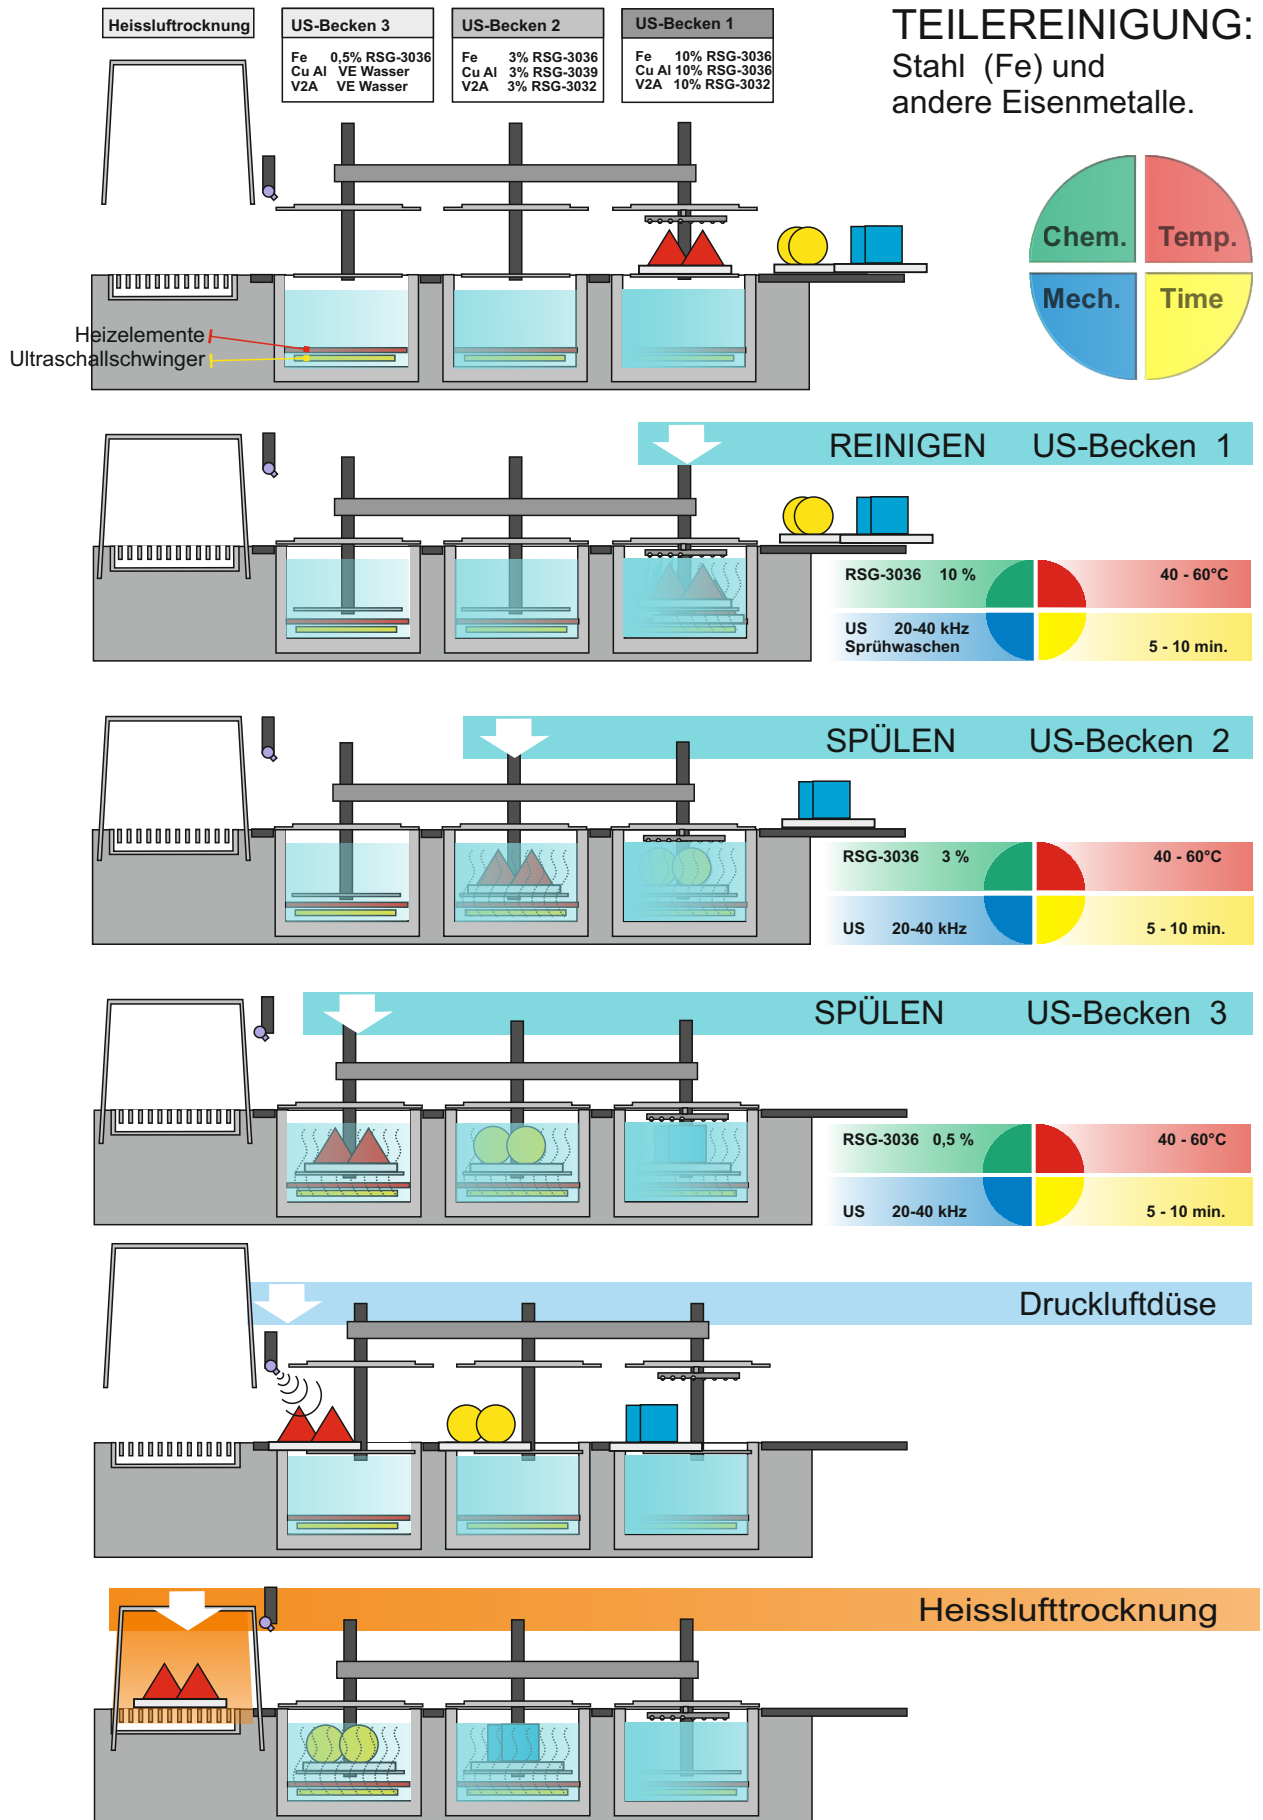 Heissluftrocknung
US-Becken 3
Fe 0,5% RSG-3036
Cu Al VE Wasser
V2A VE Wasser
US-Becken 2
Fe 3% RSG-3036
Cu Al 3% RSG-3039
V2A 3% RSG-3032
US-Becken 1
Fe 10% RSG-3036
Cu Al 10% RSG-3036
V2A 10% RSG-3032
TEILEREINIGUNG:
Stahl (Fe) und
andere Eisenmetalle.
Chem. Temp.
Mech. Time
Heizelemente
Ultraschallschwinger
REINIGEN US-Becken 1
RSG-3036 10 % 40 - 60°C
US 20-40 kHz
Sprühwaschen 5 - 10 min.
SPÜLEN US-Becken 2
RSG-3036 3 % 40 - 60°C
US 20-40 kHz 5 - 10 min.
SPÜLEN US-Becken 3
RSG-3036 0,5 % 40 - 60°C
US 20-40 kHz 5 - 10 min.
Druckluftdüse
Heisslufttrocknung